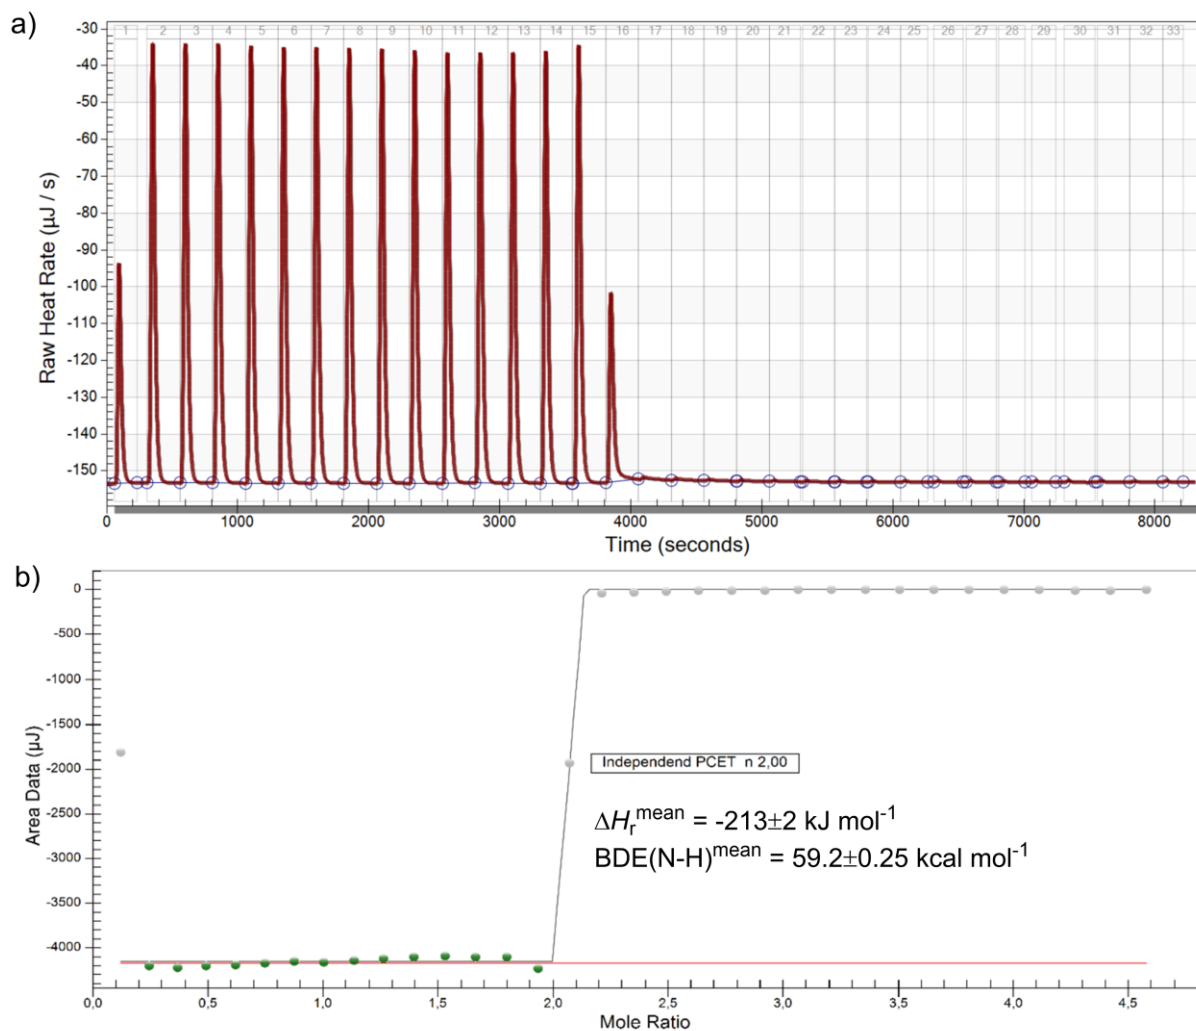 a)
1 2 3 4 5 6 7 8 9 10 11 12 13 14 15 16 17 18 19 20 21 22 23 24 25 26 27 28 29 30 31 32 33
-30
-40
-50
-60
-70
-80
-90
-100
-110
-120
-130
-140
-150
Raw Heat Rate (µJ / s)
0 1000 2000 3000 4000 5000 6000 7000 8000
Time (seconds)
b)
0
-500
-1000
-1500
-2000
-2500
-3000
-3500
-4000
Area Data (µJ)
Independend PCET n 2,00
ΔHr^mean = -213±2 kJ mol⁻¹
BDE(N-H)^mean = 59.2±0.25 kcal mol⁻¹
0,0 0,5 1,0 1,5 2,0 2,5 3,0 3,5 4,0 4,5
Mole Ratio